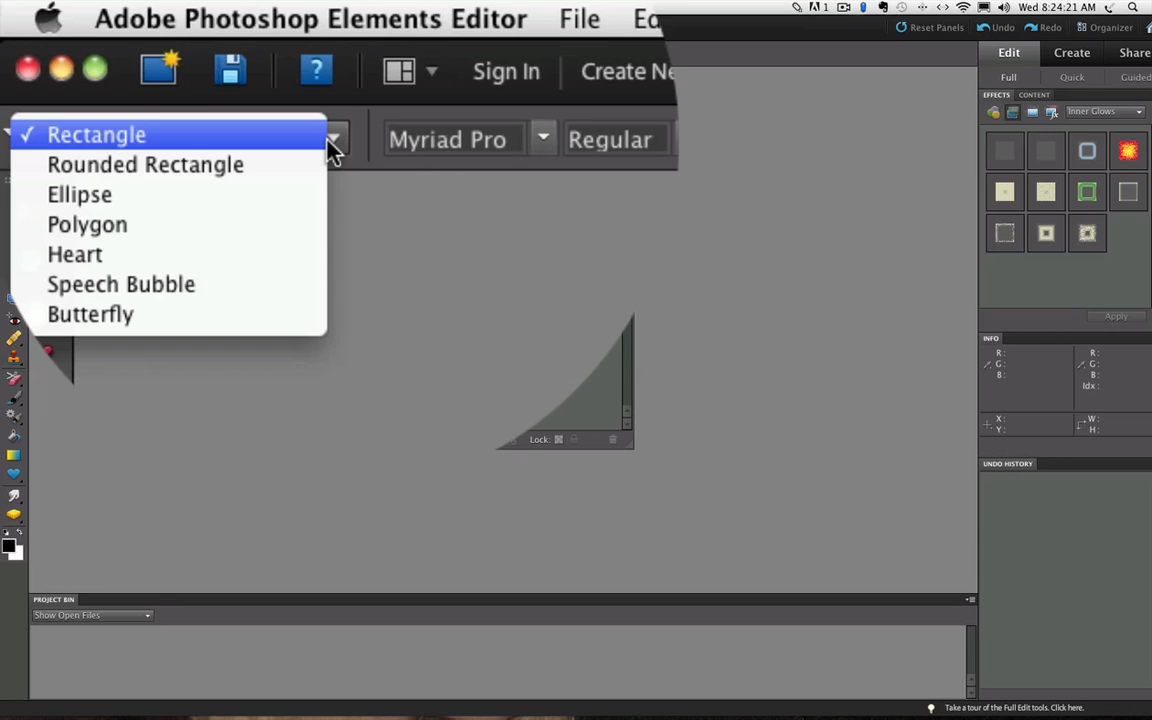 Adobe Photoshop Elements Editor File
1 Wed 8:24:21 AM
Reset Panels Undo Redo Organizer
Sign In Create Ne
Edit Create Share
Full Quick Guided
EFFECTS CONTENT
Inner Glows
✓ Rectangle
Rounded Rectangle
Ellipse
Polygon
Heart
Speech Bubble
Butterfly
Myriad Pro Regular
Apply
INFO
R: R:
G: G:
B: B:
Idx:
X: W:
Y: H:
Lock:
UNDO HISTORY
PROJECT BIN
Show Open Files
Take a tour of the Full Edit tools. Click here.